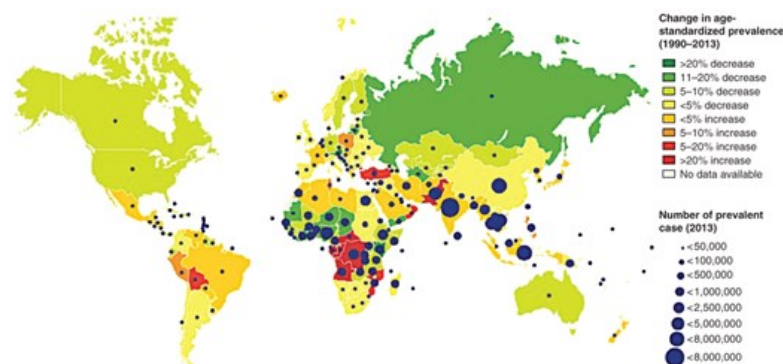 Change in age-
standardized prevalence
(1990–2013)
>20% decrease
11–20% decrease
5–10% decrease
<5% decrease
<5% increase
5–10% increase
5–20% increase
>20% increase
No data available
Number of prevalent
case (2013)
<50,000
<100,000
<500,000
<1,000,000
<2,500,000
<5,000,000
<8,000,000
<8,000,000